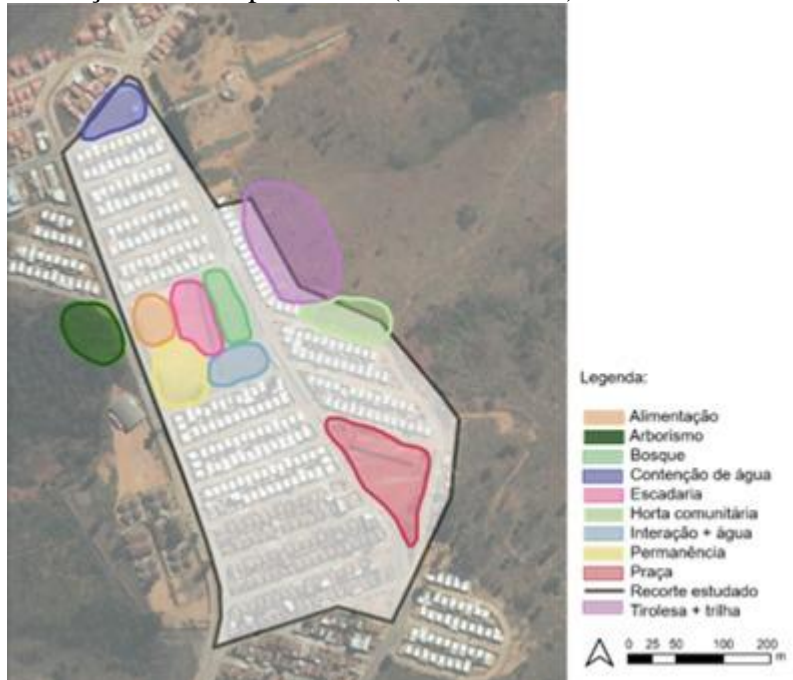 Legenda:
Alimentação
Arborismo
Bosque
Contenção de água
Escadaria
Horta comunitária
Interação + água
Permanência
Praça
Recorte estudado
Tirolesa + trilha
0 25 50 100 200
m